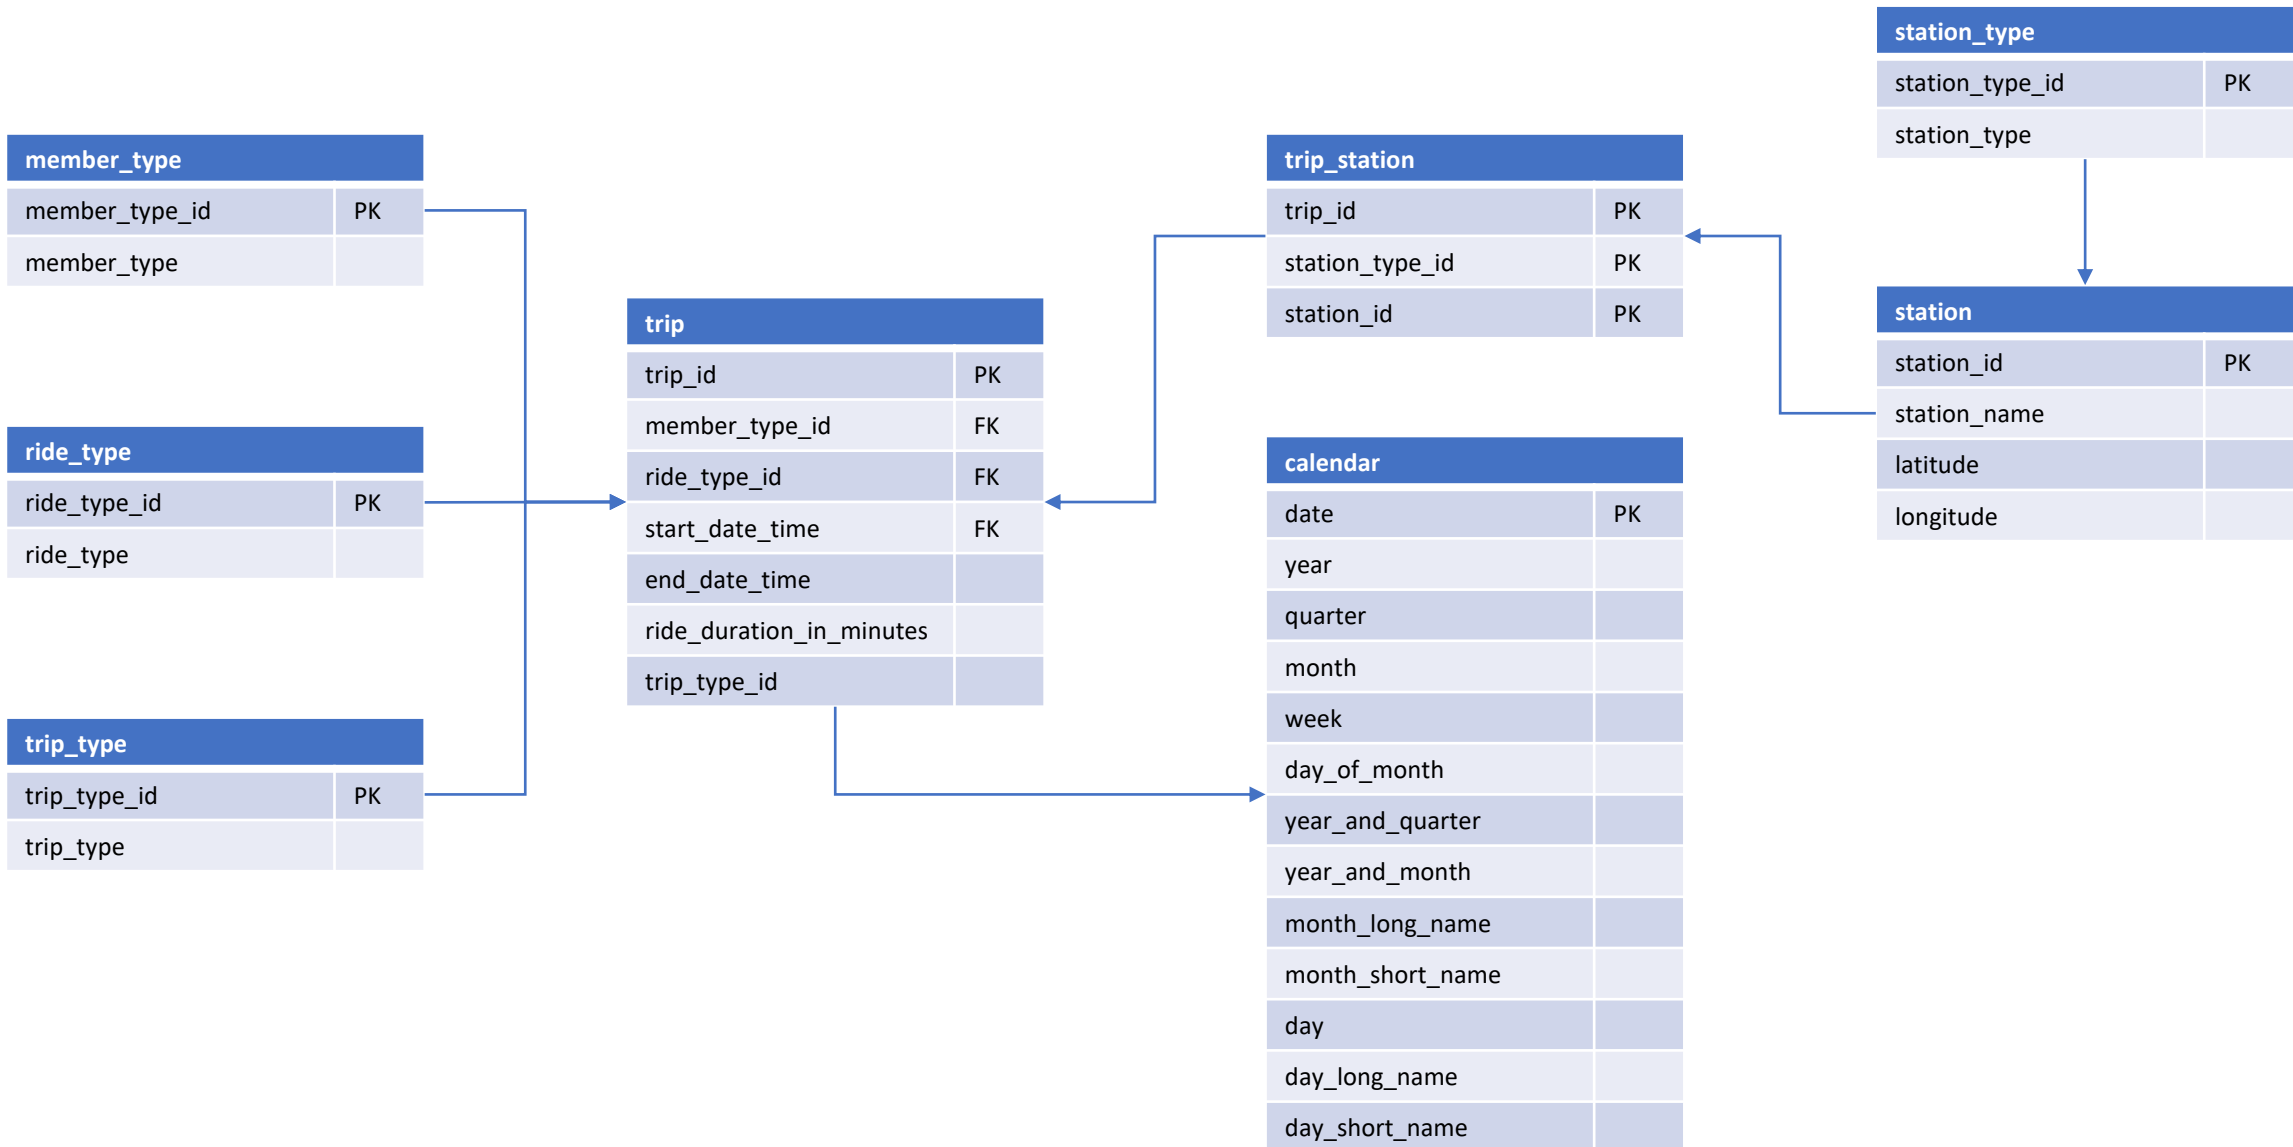 member_type
member_type_id PK
member_type
ride_type
ride_type_id PK
ride_type
trip_type
trip_type_id PK
trip_type
trip
trip_id PK
member_type_id FK
ride_type_id FK
start_date_time FK
end_date_time
ride_duration_in_minutes
trip_type_id
trip_station
trip_id PK
station_type_id PK
station_id PK
calendar
date PK
year
quarter
month
week
day_of_month
year_and_quarter
year_and_month
month_long_name
month_short_name
day
day_long_name
day_short_name
station_type
station_type_id PK
station_type
station
station_id PK
station_name
latitude
longitude